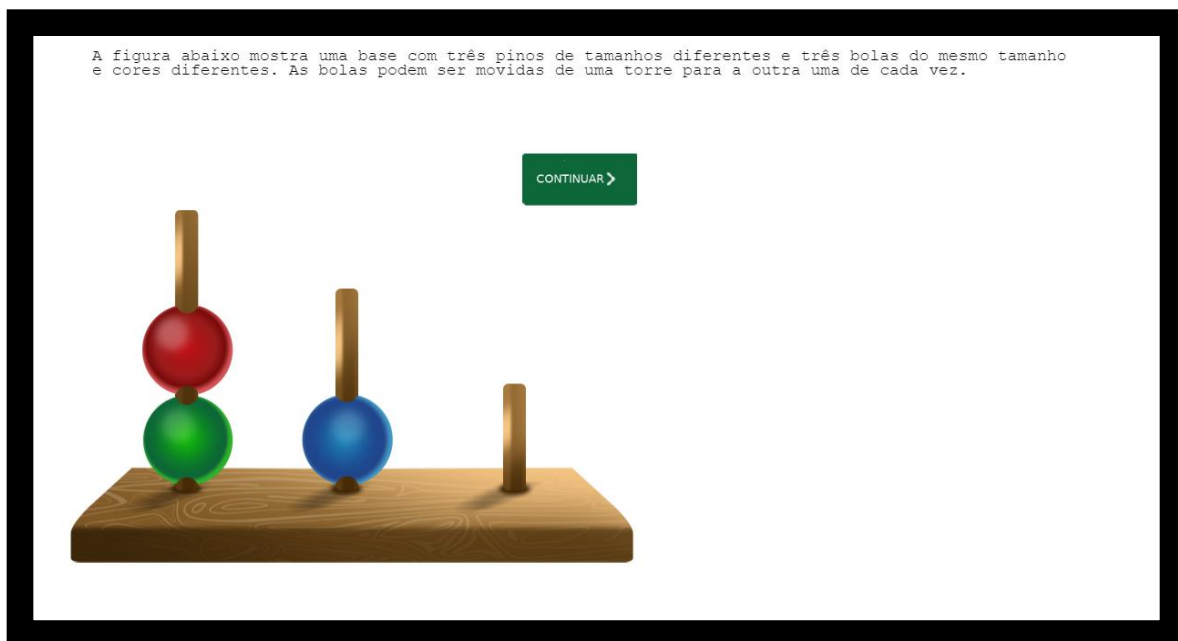 A figura abaixo mostra uma base com três pinos de tamanhos diferentes e três bolas do mesmo tamanho
e cores diferentes. As bolas podem ser movidas de uma torre para a outra uma de cada vez.
CONTINUAR